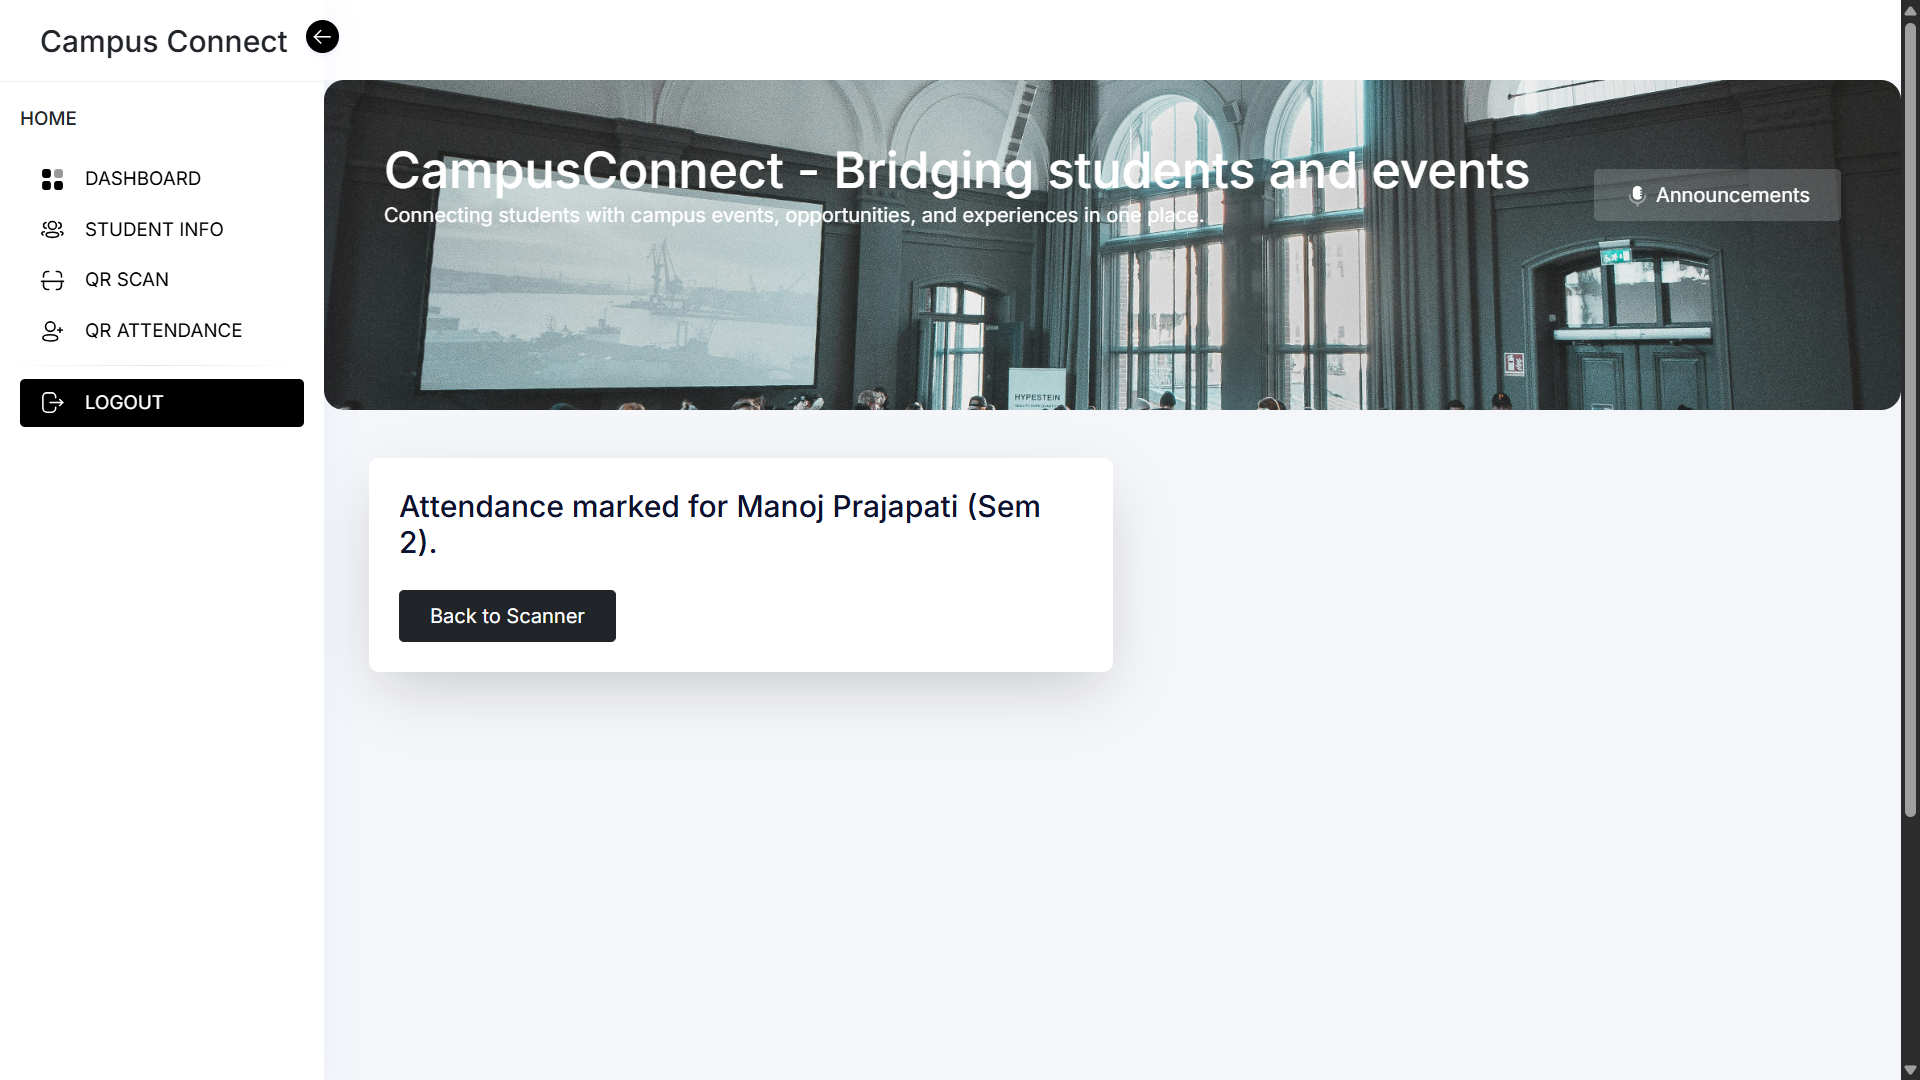 Campus Connect
HOME
DASHBOARD
STUDENT INFO
QR SCAN
QR ATTENDANCE
LOGOUT
CampusConnect - Bridging students and events
Connecting students with campus events, opportunities, and experiences in one place.
Announcements
HYPESTEIN
Attendance marked for Manoj Prajapati (Sem
2).
Back to Scanner